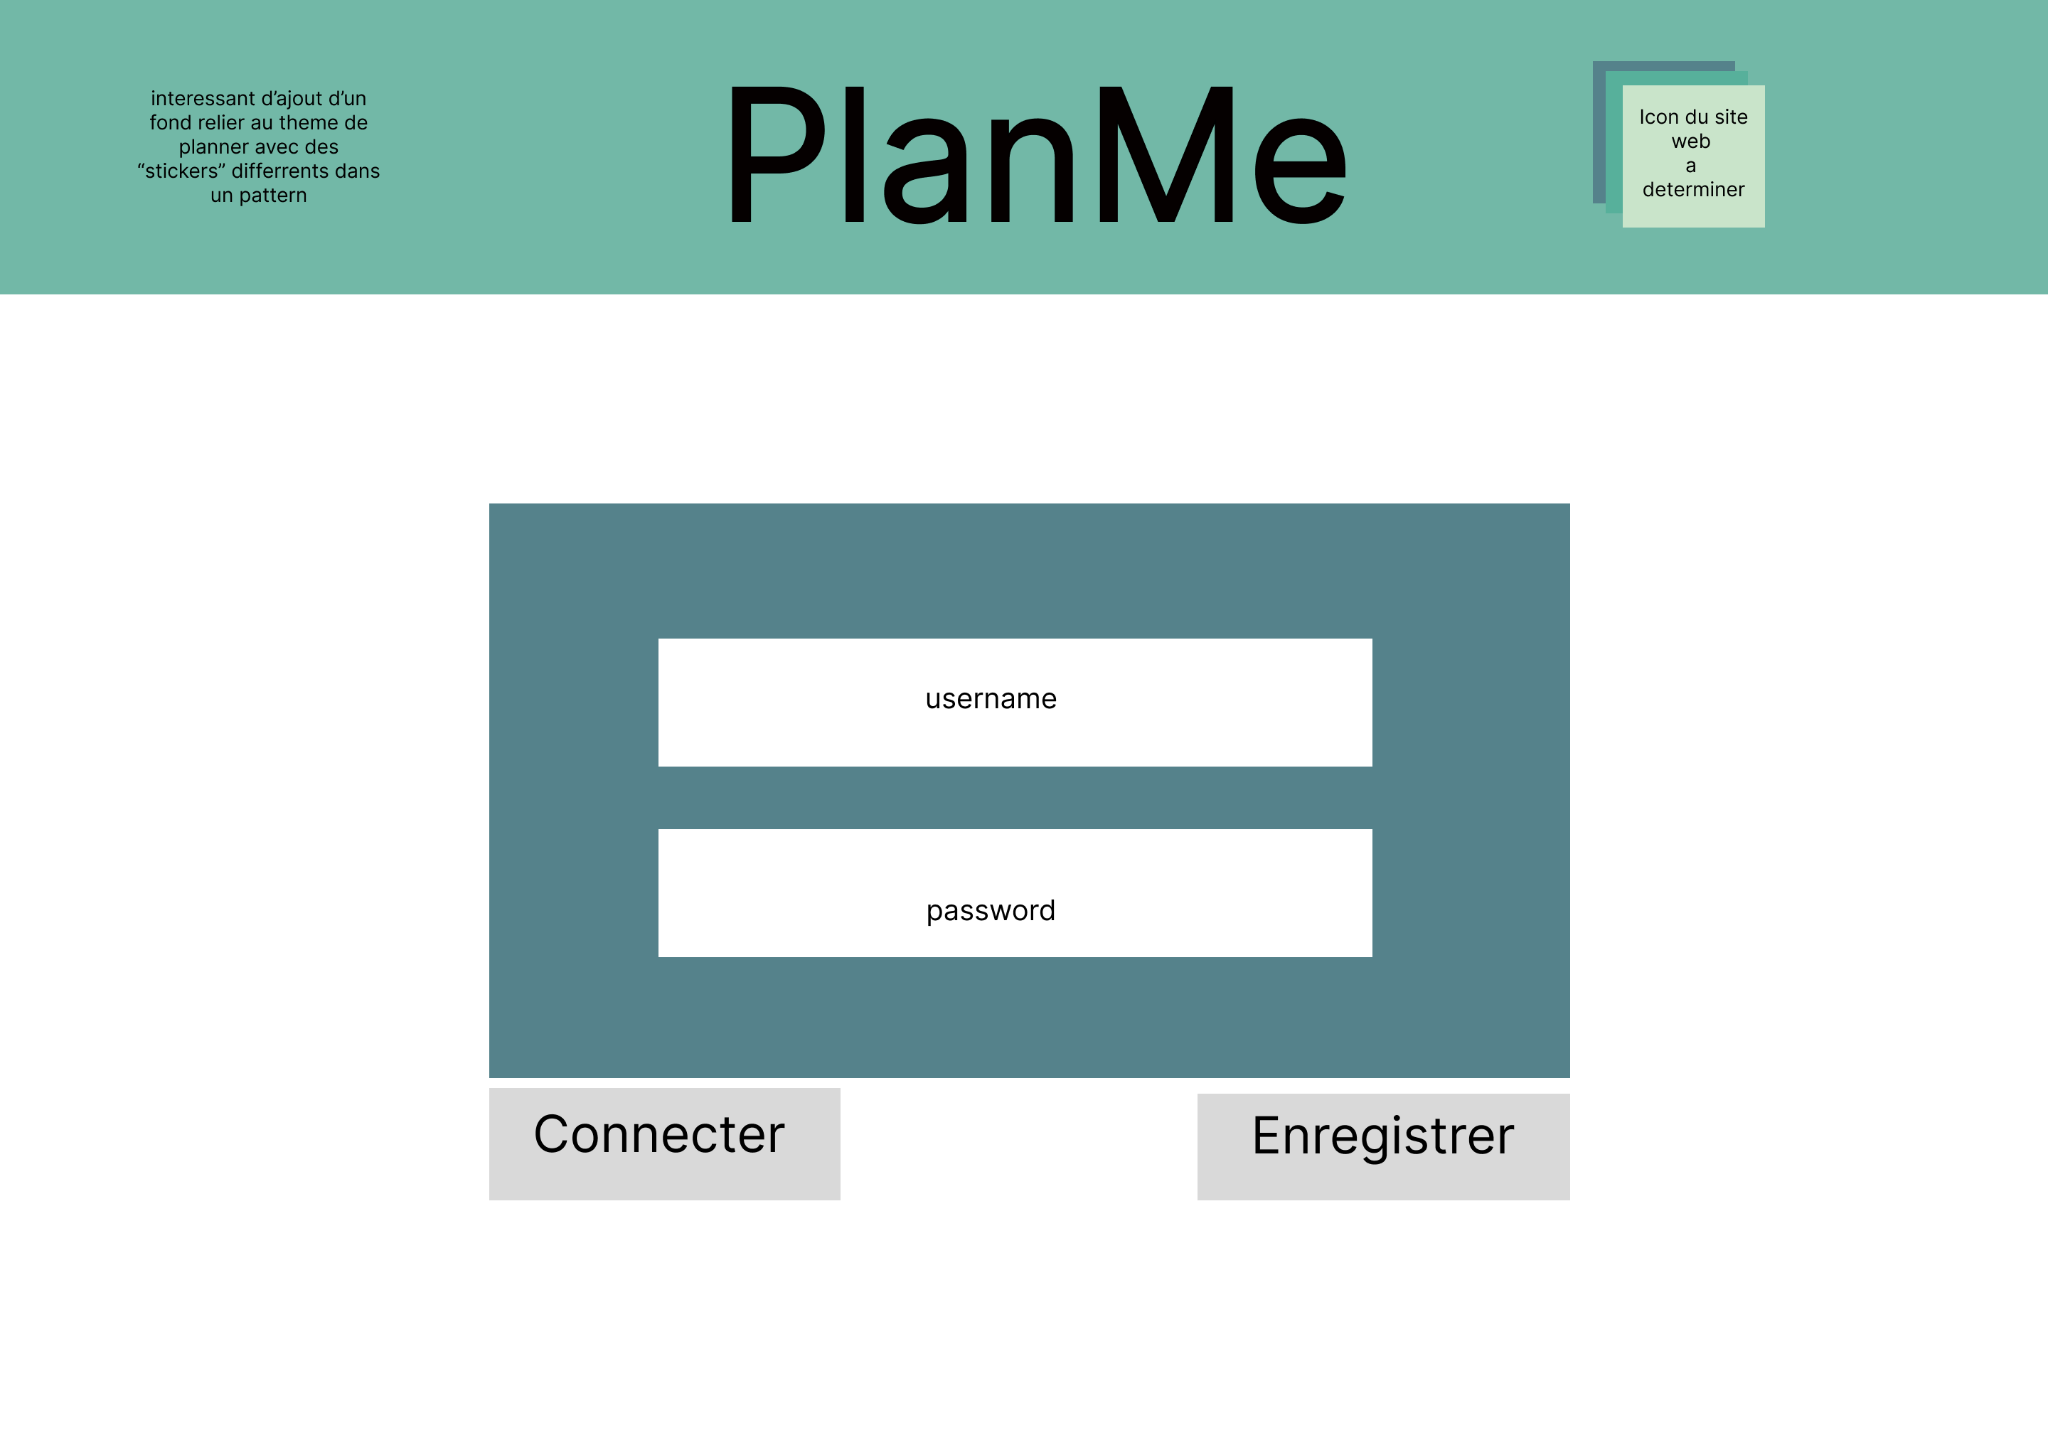 interessant d’ajout d’un
fond relier au theme de
planner avec des
“stickers” differrents dans
un pattern
PlanMe
Icon du site
web
a
determiner
username
password
Connecter
Enregistrer